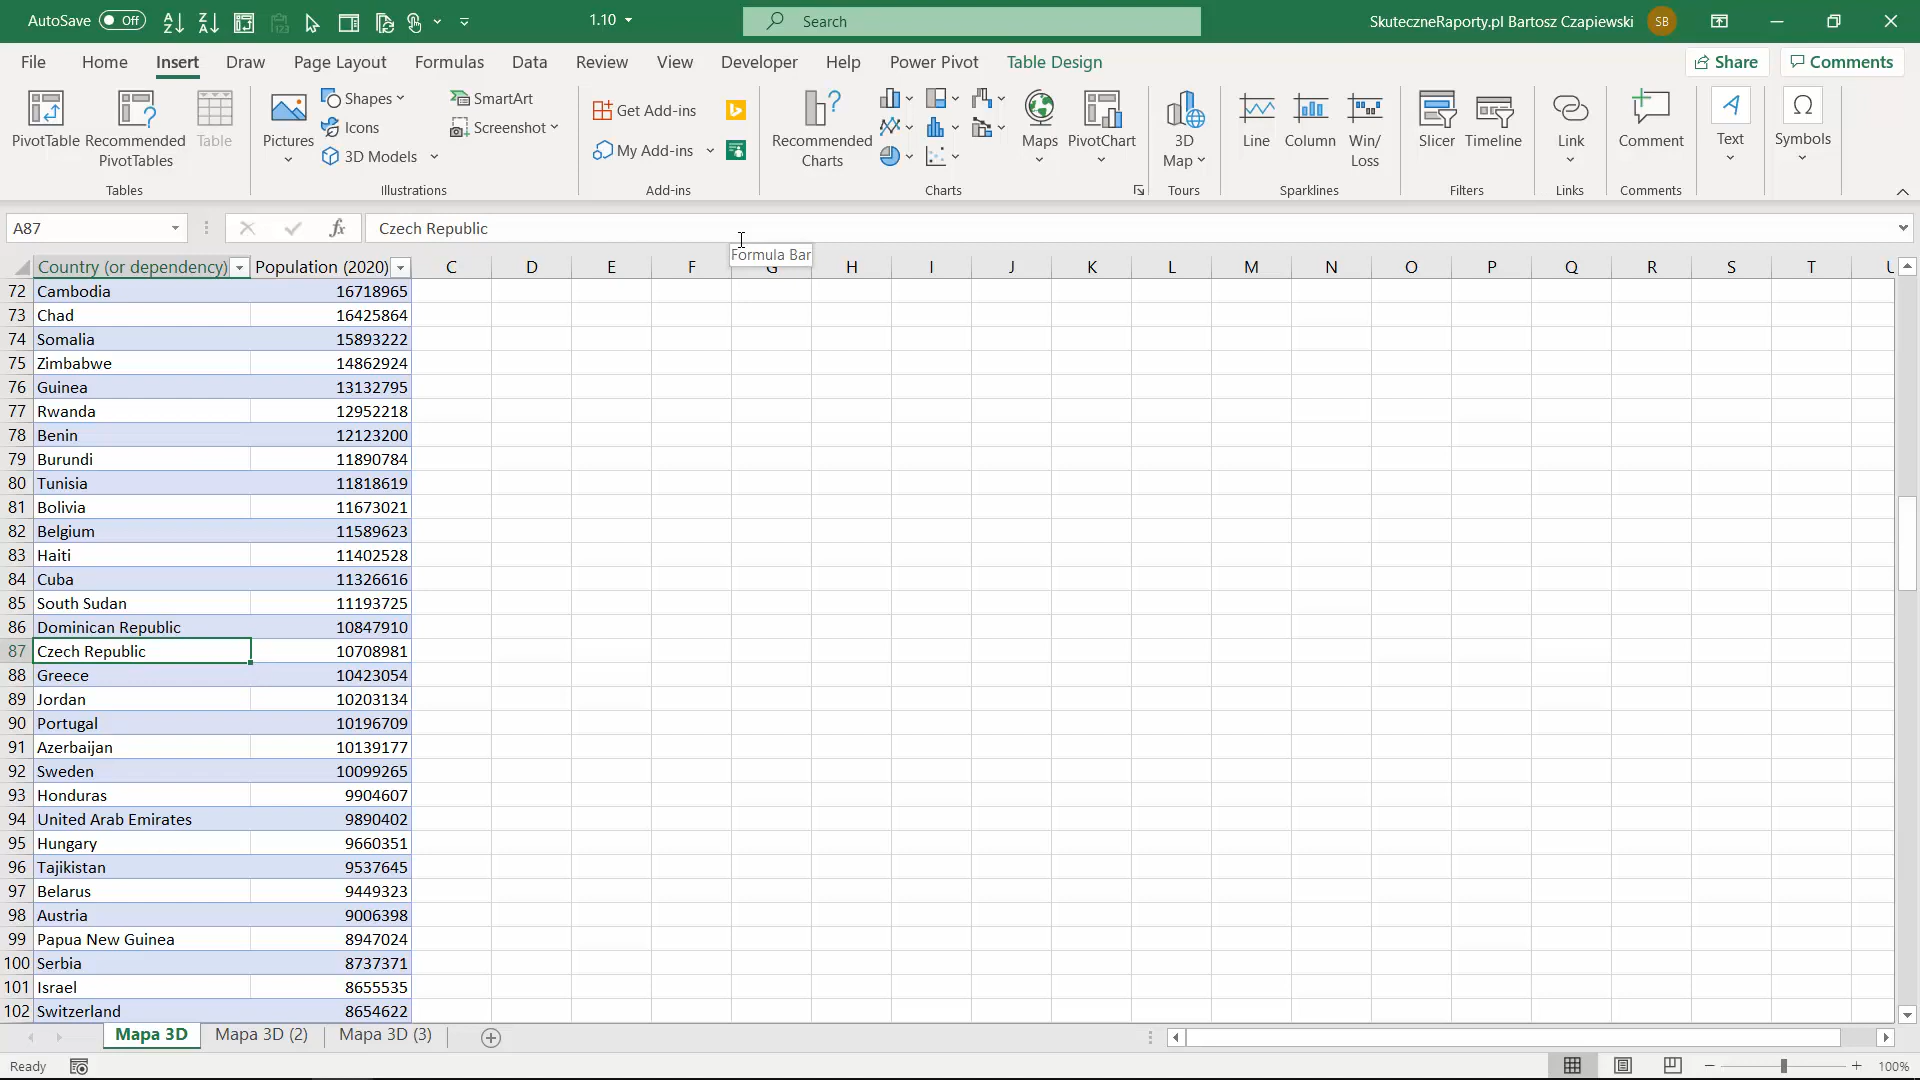 AutoSave Off 1.10 Search SkuteczneRaporty.pl Bartosz Czapiewski SB
File Home Insert Draw Page Layout Formulas Data Review View Developer Help Power Pivot Table Design Share Comments
PivotTable
Recommended PivotTables
Table
Tables
Pictures
Shapes
Icons
3D Models
SmartArt
Screenshot
Illustrations
Get Add-ins
My Add-ins
Add-ins
Recommended Charts
Maps
PivotChart
Charts
3D Map
Tours
Line
Column
Win/ Loss
Sparklines
Slicer
Timeline
Filters
Link
Links
Comment
Comments
Text
Symbols
A87 fx Czech Republic
Formula Bar
Country (or dependency) Population (2020) C D E F G H I J K L M N O P Q R S T U
72 Cambodia 16718965
73 Chad 16425864
74 Somalia 15893222
75 Zimbabwe 14862924
76 Guinea 13132795
77 Rwanda 12952218
78 Benin 12123200
79 Burundi 11890784
80 Tunisia 11818619
81 Bolivia 11673021
82 Belgium 11589623
83 Haiti 11402528
84 Cuba 11326616
85 South Sudan 11193725
86 Dominican Republic 10847910
87 Czech Republic 10708981
88 Greece 10423054
89 Jordan 10203134
90 Portugal 10196709
91 Azerbaijan 10139177
92 Sweden 10099265
93 Honduras 9904607
94 United Arab Emirates 9890402
95 Hungary 9660351
96 Tajikistan 9537645
97 Belarus 9449323
98 Austria 9006398
99 Papua New Guinea 8947024
100 Serbia 8737371
101 Israel 8655535
102 Switzerland 8654622
Mapa 3D Mapa 3D (2) Mapa 3D (3)
Ready 100%